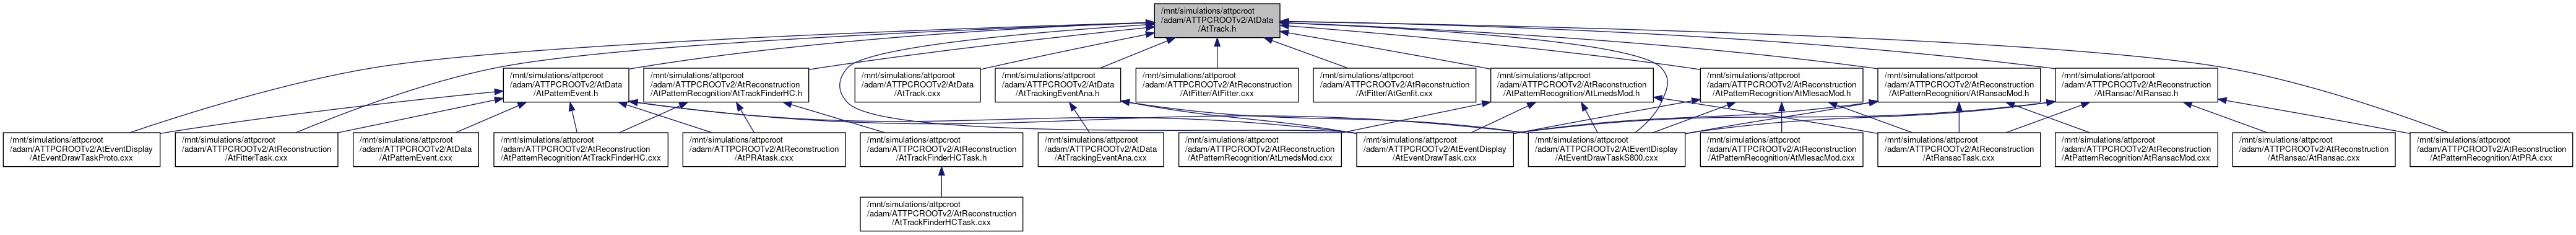 /mnt/simulations/attpcroot
/adam/ATTPCROOTv2/AtData
/AtTrack.h
/mnt/simulations/attpcroot
/adam/ATTPCROOTv2/AtData
/AtPatternEvent.h
/mnt/simulations/attpcroot
/adam/ATTPCROOTv2/AtReconstruction
/AtPatternRecognition/AtTrackFinderHC.h
/mnt/simulations/attpcroot
/adam/ATTPCROOTv2/AtData
/AtTrack.cxx
/mnt/simulations/attpcroot
/adam/ATTPCROOTv2/AtData
/AtTrackingEventAna.h
/mnt/simulations/attpcroot
/adam/ATTPCROOTv2/AtReconstruction
/AtFitter/AtFitter.cxx
/mnt/simulations/attpcroot
/adam/ATTPCROOTv2/AtReconstruction
/AtFitter/AtGenfit.cxx
/mnt/simulations/attpcroot
/adam/ATTPCROOTv2/AtReconstruction
/AtPatternRecognition/AtLmedsMod.h
/mnt/simulations/attpcroot
/adam/ATTPCROOTv2/AtReconstruction
/AtPatternRecognition/AtMlesacMod.h
/mnt/simulations/attpcroot
/adam/ATTPCROOTv2/AtReconstruction
/AtPatternRecognition/AtRansacMod.h
/mnt/simulations/attpcroot
/adam/ATTPCROOTv2/AtReconstruction
/AtRansac/AtRansac.h
/mnt/simulations/attpcroot
/adam/ATTPCROOTv2/AtEventDisplay
/AtEventDrawTaskProto.cxx
/mnt/simulations/attpcroot
/adam/ATTPCROOTv2/AtReconstruction
/AtFitterTask.cxx
/mnt/simulations/attpcroot
/adam/ATTPCROOTv2/AtData
/AtPatternEvent.cxx
/mnt/simulations/attpcroot
/adam/ATTPCROOTv2/AtReconstruction
/AtPatternRecognition/AtTrackFinderHC.cxx
/mnt/simulations/attpcroot
/adam/ATTPCROOTv2/AtReconstruction
/AtPRAtask.cxx
/mnt/simulations/attpcroot
/adam/ATTPCROOTv2/AtReconstruction
/AtTrackFinderHCTask.h
/mnt/simulations/attpcroot
/adam/ATTPCROOTv2/AtData
/AtTrackingEventAna.cxx
/mnt/simulations/attpcroot
/adam/ATTPCROOTv2/AtReconstruction
/AtPatternRecognition/AtLmedsMod.cxx
/mnt/simulations/attpcroot
/adam/ATTPCROOTv2/AtEventDisplay
/AtEventDrawTask.cxx
/mnt/simulations/attpcroot
/adam/ATTPCROOTv2/AtEventDisplay
/AtEventDrawTaskS800.cxx
/mnt/simulations/attpcroot
/adam/ATTPCROOTv2/AtReconstruction
/AtPatternRecognition/AtMlesacMod.cxx
/mnt/simulations/attpcroot
/adam/ATTPCROOTv2/AtReconstruction
/AtRansacTask.cxx
/mnt/simulations/attpcroot
/adam/ATTPCROOTv2/AtReconstruction
/AtPatternRecognition/AtRansacMod.cxx
/mnt/simulations/attpcroot
/adam/ATTPCROOTv2/AtReconstruction
/AtRansac/AtRansac.cxx
/mnt/simulations/attpcroot
/adam/ATTPCROOTv2/AtReconstruction
/AtPatternRecognition/AtPRA.cxx
/mnt/simulations/attpcroot
/adam/ATTPCROOTv2/AtReconstruction
/AtTrackFinderHCTask.cxx